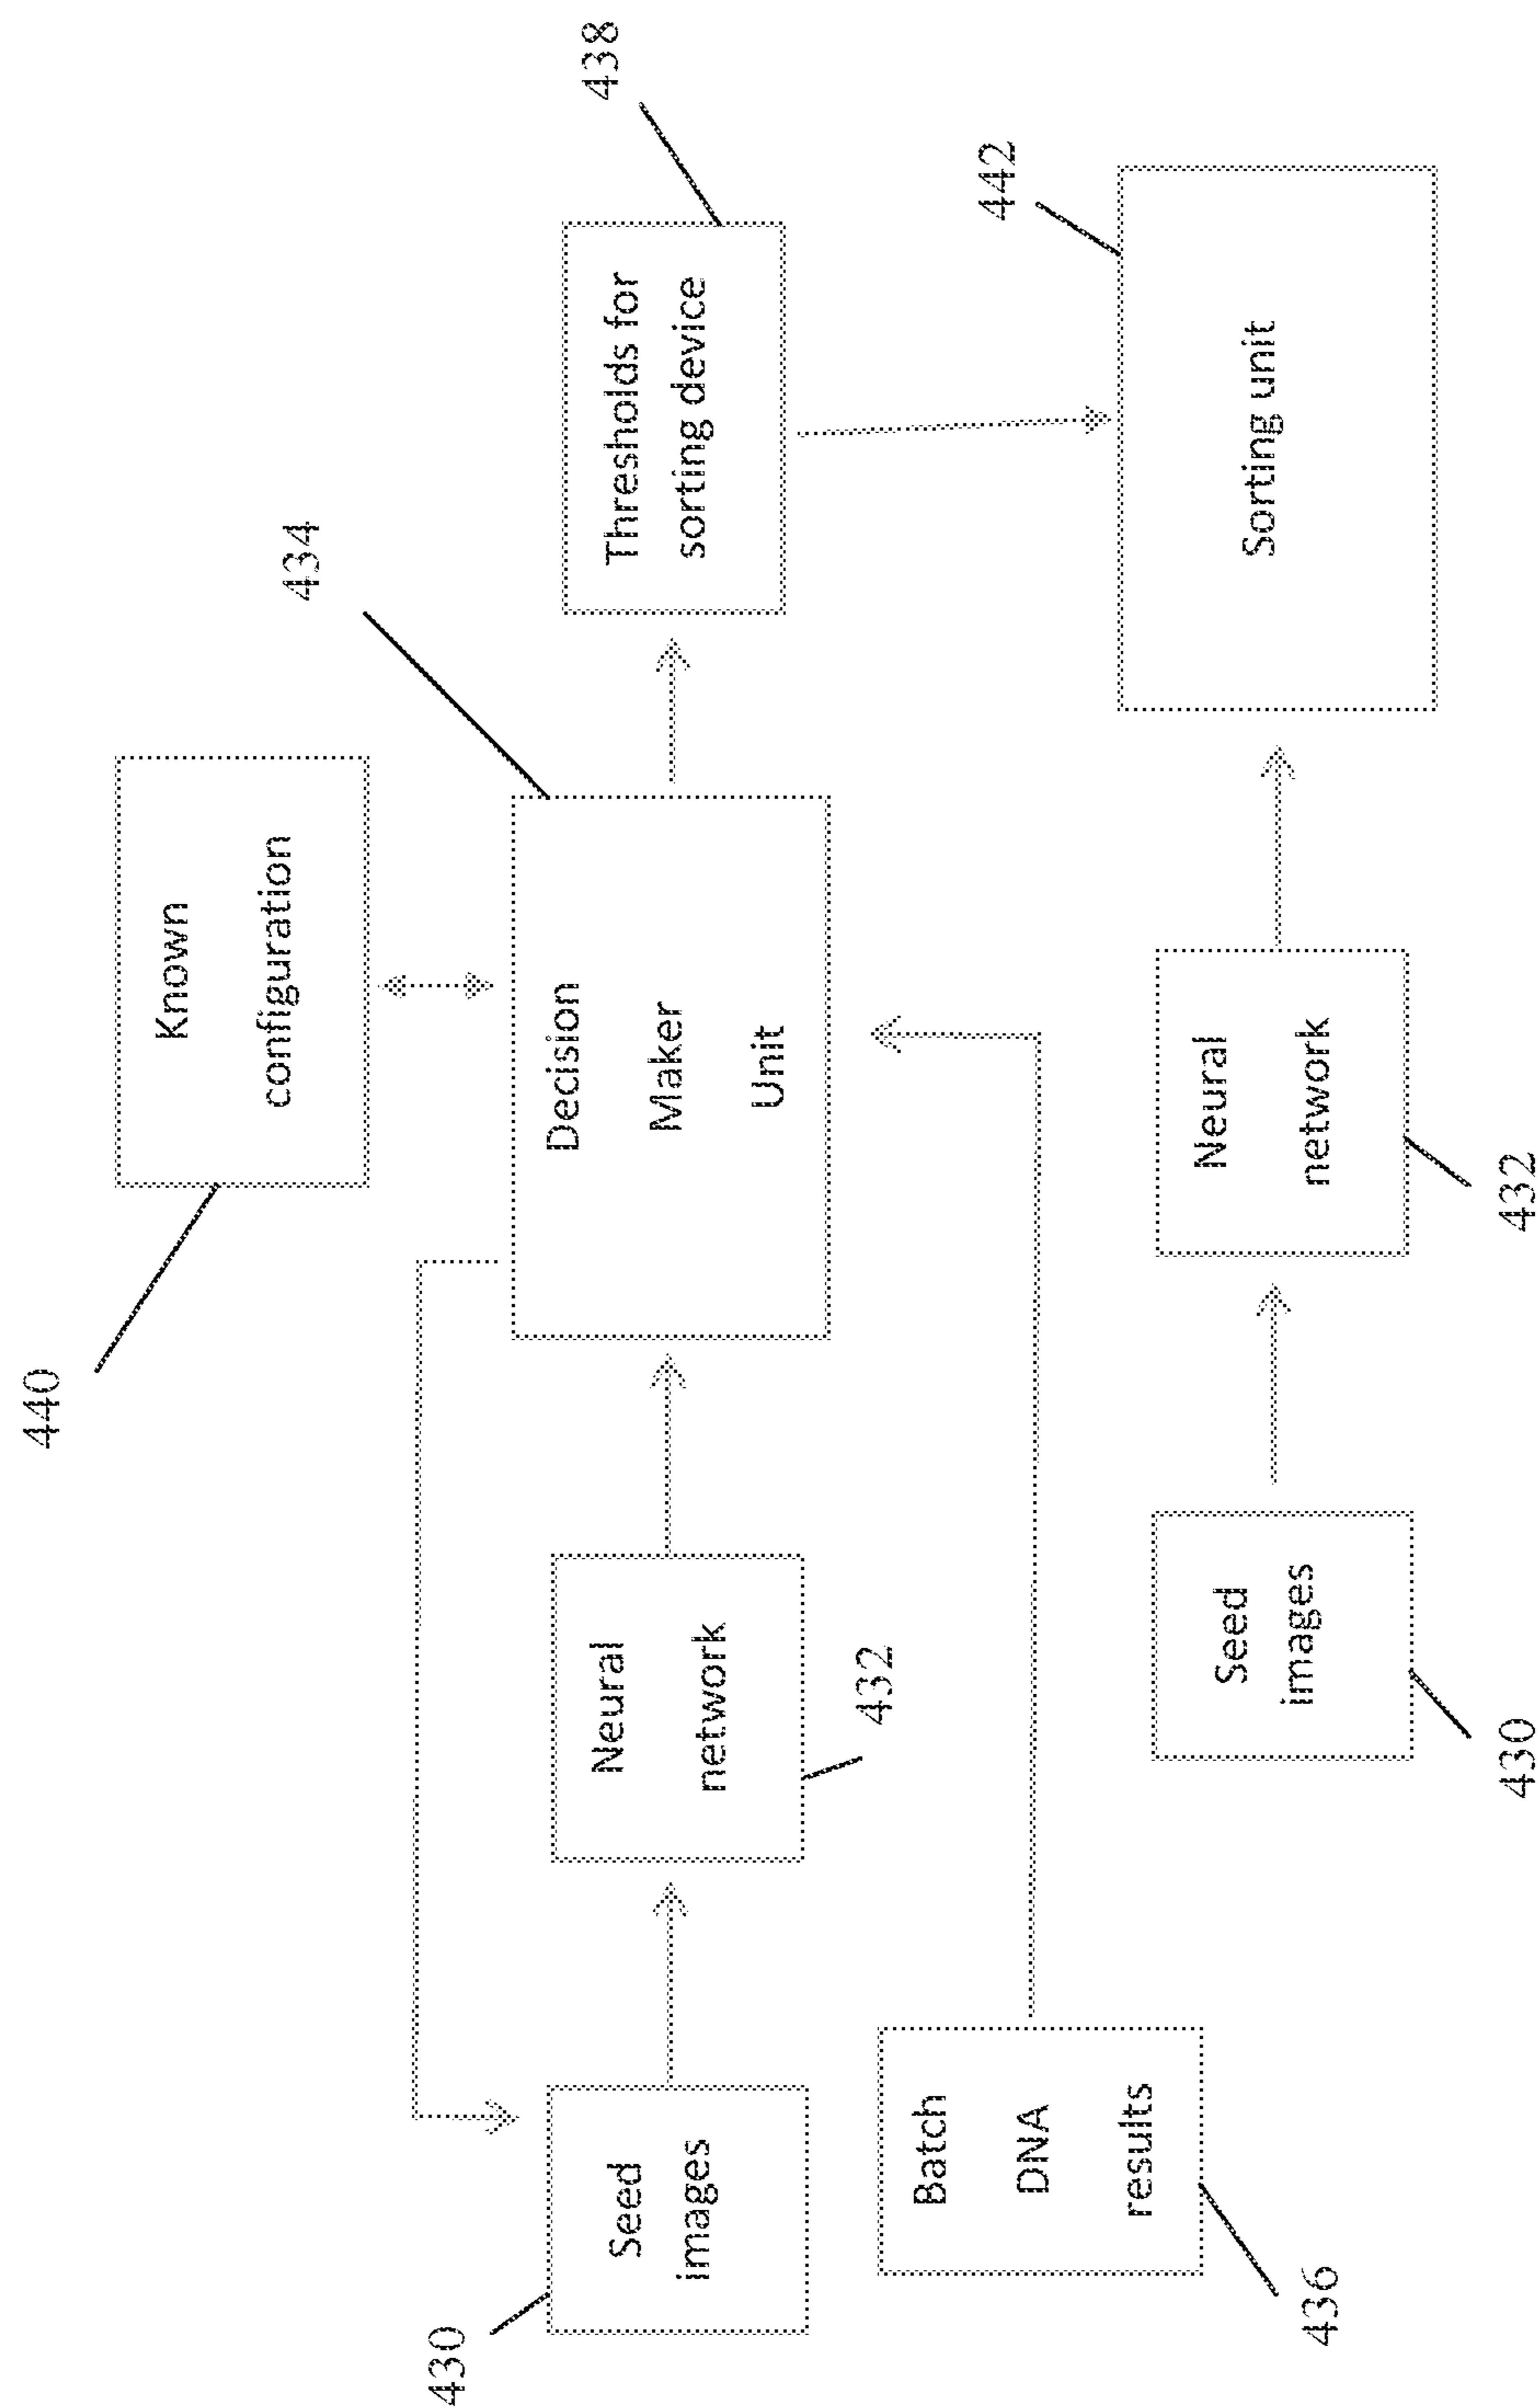 440
Known
configuration
434
438
Thresholds for
sorting device
Decision
Maker
Unit
430
Seed
images
Neural
network
432
442
Sorting unit
Batch
DNA
results
436
Seed
images
430
Neural
network
432